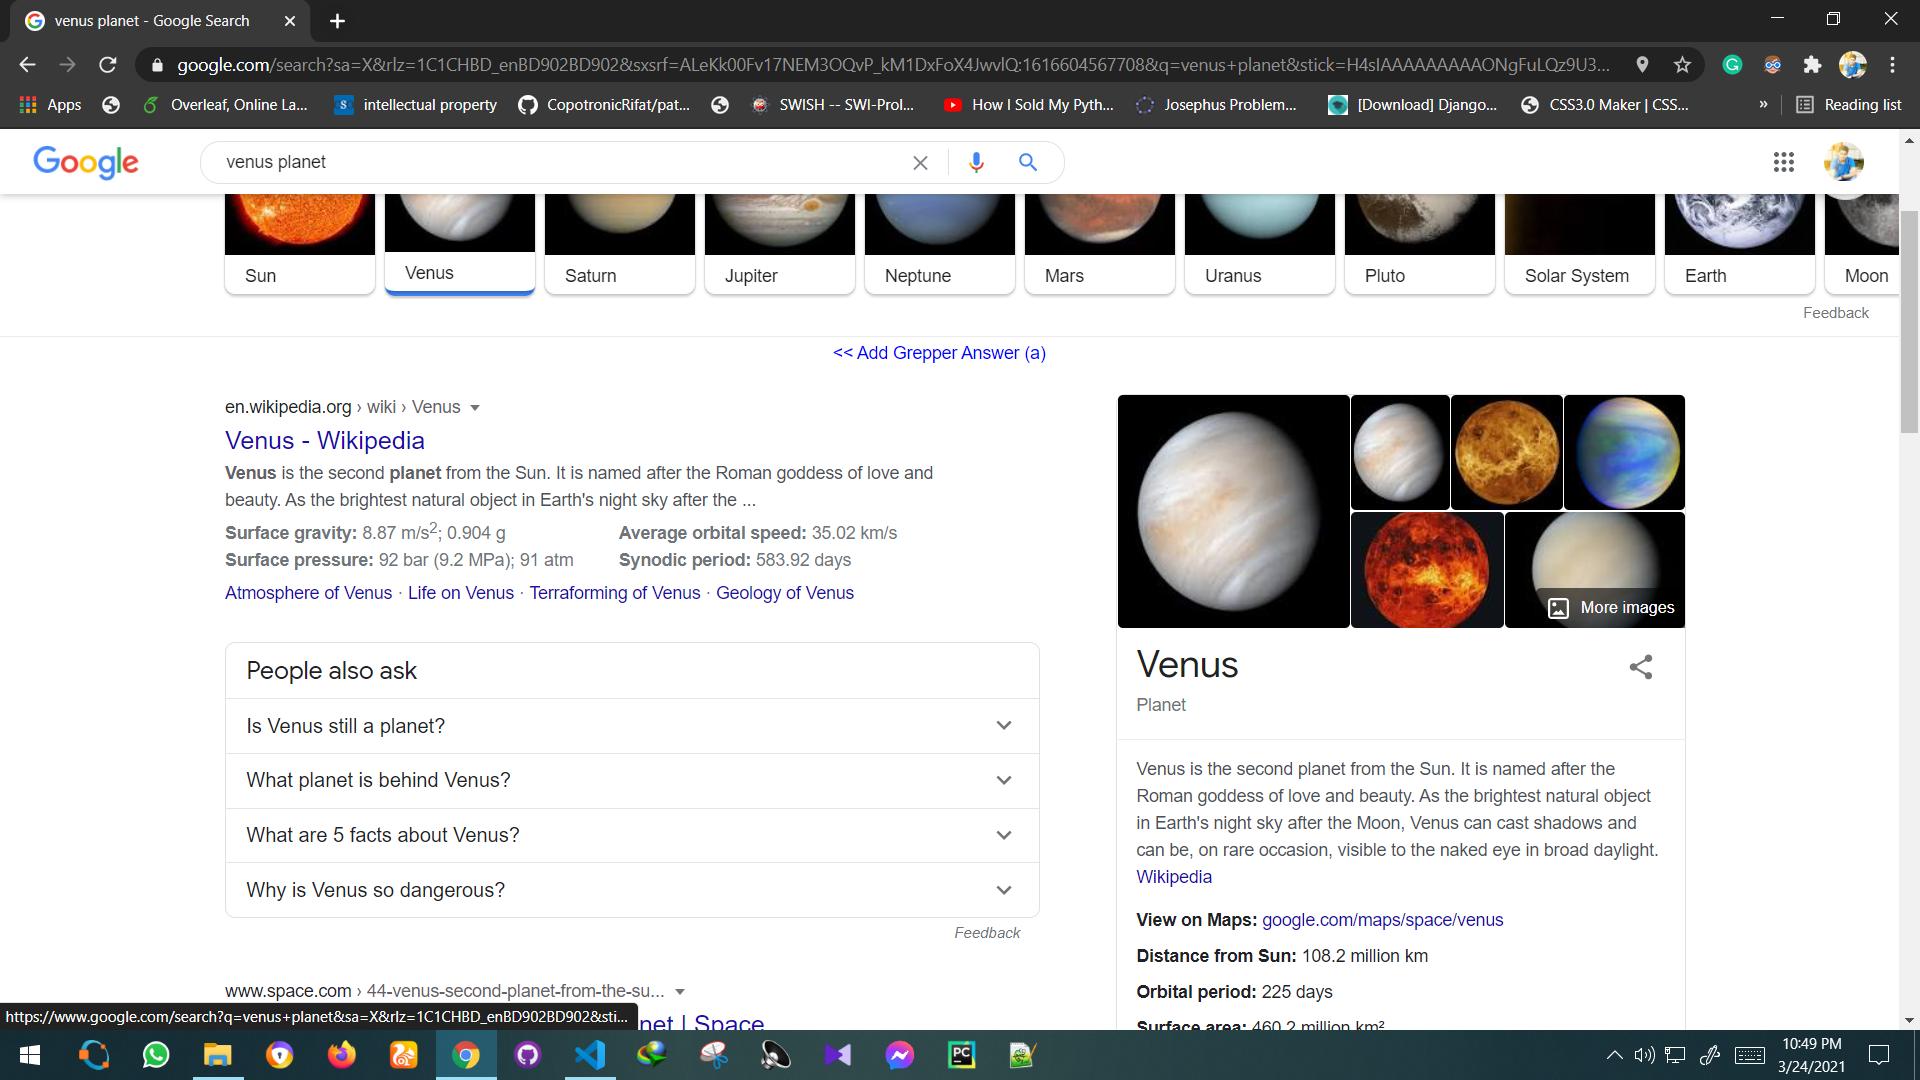 venus planet - Google Search
google.com/search?sa=X&rlz=1C1CHBD_enBD902BD902&sxsrf=ALeKk00Fv17NEM3OQvP_kM1DxFoX4JwvlQ:1616604567708&q=venus+planet&stick=H4sIAAAAAAAAAONgFuLQz9U3...
Apps
Overleaf, Online La...
intellectual property
CopotronicRifat/pat...
SWISH -- SWI-Prol...
How I Sold My Pyth...
Josephus Problem...
[Download] Django...
CSS3.0 Maker | CSS...
»
Reading list
Google
venus planet
Sun
Venus
Saturn
Jupiter
Neptune
Mars
Uranus
Pluto
Solar System
Earth
Moon
Feedback
<< Add Grepper Answer (a)
en.wikipedia.org › wiki › Venus
Venus - Wikipedia
Venus is the second planet from the Sun. It is named after the Roman goddess of love and
beauty. As the brightest natural object in Earth's night sky after the ...
Surface gravity: 8.87 m/s²; 0.904 g
Average orbital speed: 35.02 km/s
Surface pressure: 92 bar (9.2 MPa); 91 atm
Synodic period: 583.92 days
Atmosphere of Venus · Life on Venus · Terraforming of Venus · Geology of Venus
People also ask
Is Venus still a planet?
What planet is behind Venus?
What are 5 facts about Venus?
Why is Venus so dangerous?
Feedback
www.space.com › 44-venus-second-planet-from-the-su...
net | Space
https://www.google.com/search?q=venus+planet&sa=X&rlz=1C1CHBD_enBD902BD902&sti...
More images
Venus
Planet
Venus is the second planet from the Sun. It is named after the
Roman goddess of love and beauty. As the brightest natural object
in Earth's night sky after the Moon, Venus can cast shadows and
can be, on rare occasion, visible to the naked eye in broad daylight.
Wikipedia
View on Maps: google.com/maps/space/venus
Distance from Sun: 108.2 million km
Orbital period: 225 days
Surface area: 460.2 million km²
PC
10:49 PM
3/24/2021